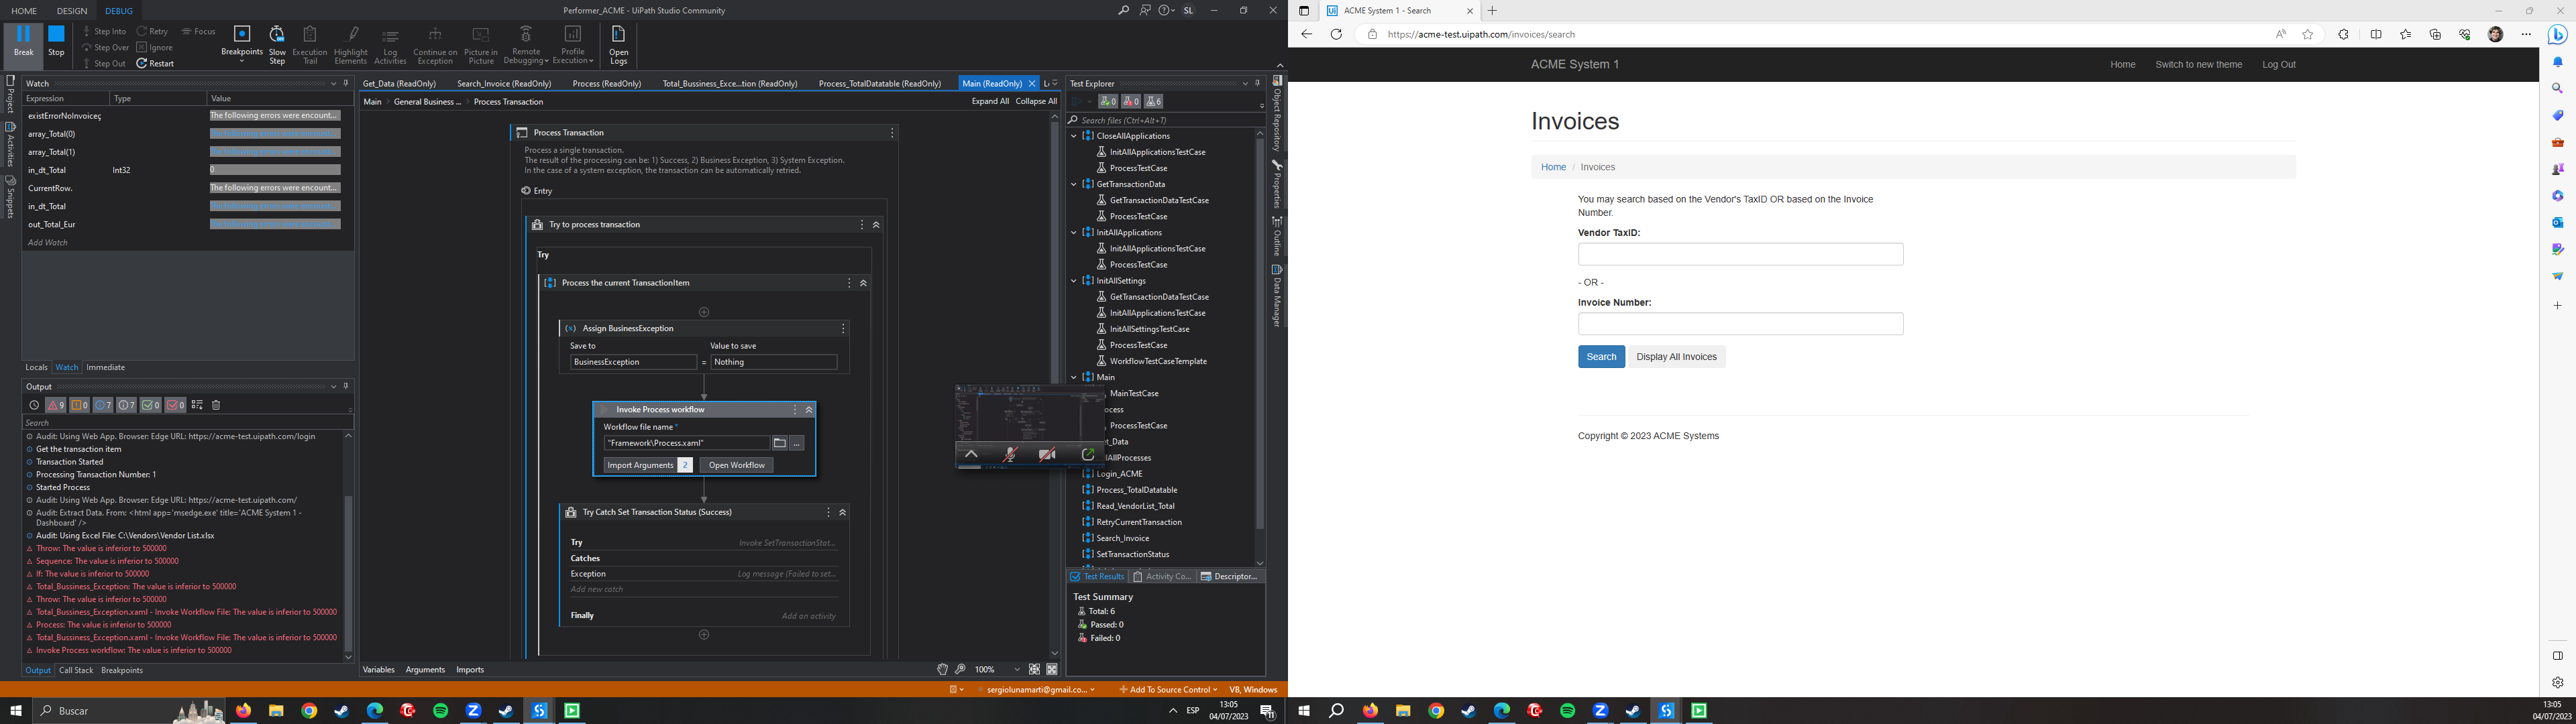 HOME
DESIGN
DEBUG
Performer_ACME - UiPath Studio Community
SL
Break
Stop
Step Into
Step Over
Step Out
Retry
Ignore
Restart
Focus
Breakpoints
Slow Step
Execution Trail
Highlight Elements
Log Activities
Continue on Exception
Picture in Picture
Remote Debugging
Profile Execution
Open Logs
Project
Activities
Snippets
Watch
Expression Type Value
existErrorNoInvoiceç The following errors were encount...
array_Total(0)
array_Total(1)
in_dt_Total Int32 0
CurrentRow. The following errors were encount...
in_dt_Total
out_Total_Eur
Add Watch
Locals Watch Immediate
Output
9 0 7 7 0 0
Search
Audit: Using Web App. Browser: Edge URL: https://acme-test.uipath.com/login
Get the transaction item
Transaction Started
Processing Transaction Number: 1
Started Process
Audit: Using Web App. Browser: Edge URL: https://acme-test.uipath.com/
Audit: Extract Data. From: <html app='msedge.exe' title='ACME System 1 -
Dashboard' />
Audit: Using Excel File: C:\Vendors\Vendor List.xlsx
Throw: The value is inferior to 500000
Sequence: The value is inferior to 500000
If: The value is inferior to 500000
Total_Bussiness_Exception: The value is inferior to 500000
Throw: The value is inferior to 500000
Total_Bussiness_Exception.xaml - Invoke Workflow File: The value is inferior to 500000
Process: The value is inferior to 500000
Total_Bussiness_Exception.xaml - Invoke Workflow File: The value is inferior to 500000
Invoke Process workflow: The value is inferior to 500000
Output Call Stack Breakpoints
Get_Data (ReadOnly)
Search_Invoice (ReadOnly)
Process (ReadOnly)
Total_Bussiness_Exce...tion (ReadOnly)
Process_TotalDatatable (ReadOnly)
Main (ReadOnly)
Main > General Business ... > Process Transaction
Expand All Collapse All
Process Transaction
Process a single transaction.
The result of the processing can be: 1) Success, 2) Business Exception, 3) System Exception.
In the case of a system exception, the transaction can be automatically retried.
Entry
Try to process transaction
Try
Process the current TransactionItem
Assign BusinessException
Save to Value to save
BusinessException = Nothing
Invoke Process workflow
Workflow file name *
"Framework\Process.xaml"
...
Import Arguments 2 Open Workflow
Try Catch Set Transaction Status (Success)
Try Invoke SetTransactionStat...
Catches
Exception Log message (Failed to set...
Add new catch
Finally Add an activity
Variables Arguments Imports
100%
Test Explorer
0 0 6
Search files (Ctrl+Alt+T)
CloseAllApplications
InitAllApplicationsTestCase
ProcessTestCase
GetTransactionData
GetTransactionDataTestCase
ProcessTestCase
InitAllApplications
InitAllApplicationsTestCase
ProcessTestCase
InitAllSettings
GetTransactionDataTestCase
InitAllApplicationsTestCase
InitAllSettingsTestCase
ProcessTestCase
WorkflowTestCaseTemplate
Main
MainTestCase
ocess
ProcessTestCase
t_Data
AllProcesses
Login_ACME
Process_TotalDatatable
Read_VendorList_Total
RetryCurrentTransaction
Search_Invoice
SetTransactionStatus
Test Results Activity Co... Descriptor...
Test Summary
Total: 6
Passed: 0
Failed: 0
Object Repository
Properties
Outline
Data Manager
sergiolunamarti@gmail.co...
Add To Source Control
VB, Windows
Buscar
ESP
13:05
04/07/2023
11
ACME System 1 - Search
https://acme-test.uipath.com/invoices/search
ACME System 1
Home
Switch to new theme
Log Out
Invoices
Home / Invoices
You may search based on the Vendor's TaxID OR based on the Invoice
Number.
Vendor TaxID:
- OR -
Invoice Number:
Search
Display All Invoices
Copyright © 2023 ACME Systems
13:05
04/07/2023